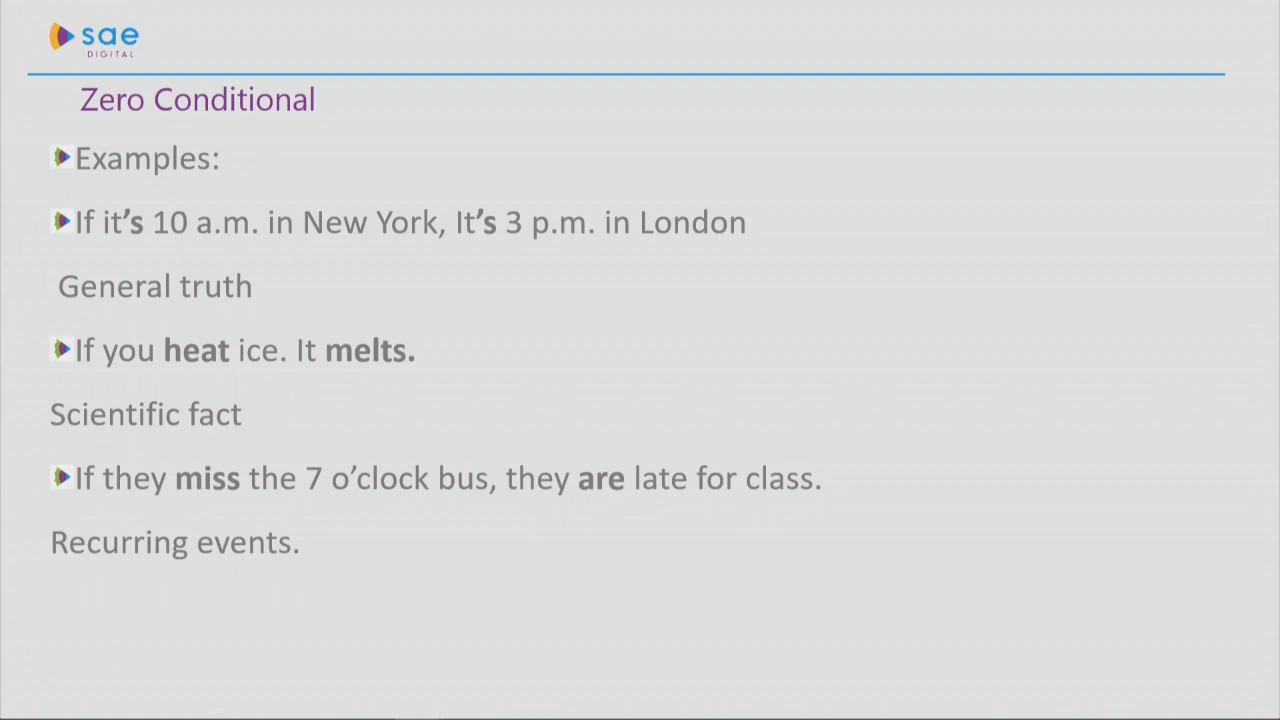 sae
DIGITAL
Zero Conditional
Examples:
If it’s 10 a.m. in New York, It’s 3 p.m. in London
General truth
If you heat ice. It melts.
Scientific fact
If they miss the 7 o’clock bus, they are late for class.
Recurring events.